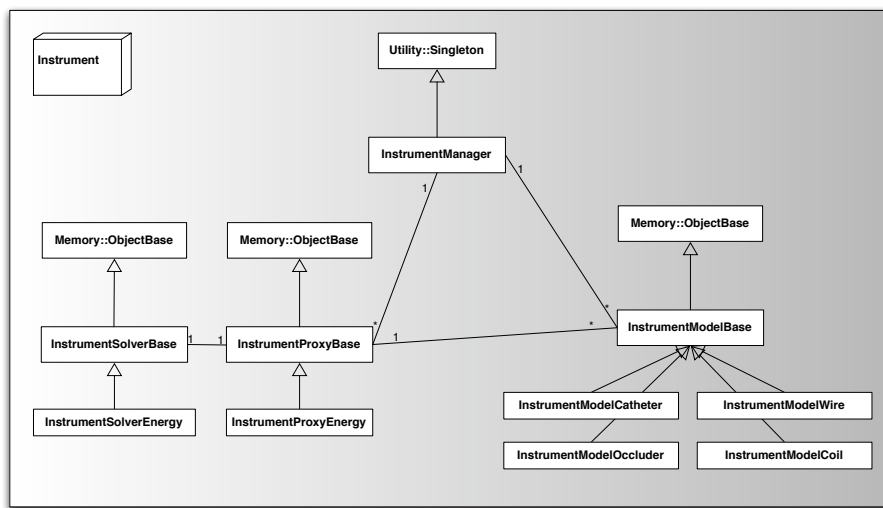 Instrument
Utility::Singleton
InstrumentManager
1
1
Memory::ObjectBase
Memory::ObjectBase
Memory::ObjectBase
*
*
InstrumentSolverBase
1
1
InstrumentProxyBase
1
*
InstrumentModelBase
InstrumentSolverEnergy
InstrumentProxyEnergy
InstrumentModelCatheter
InstrumentModelWire
InstrumentModelOccluder
InstrumentModelCoil